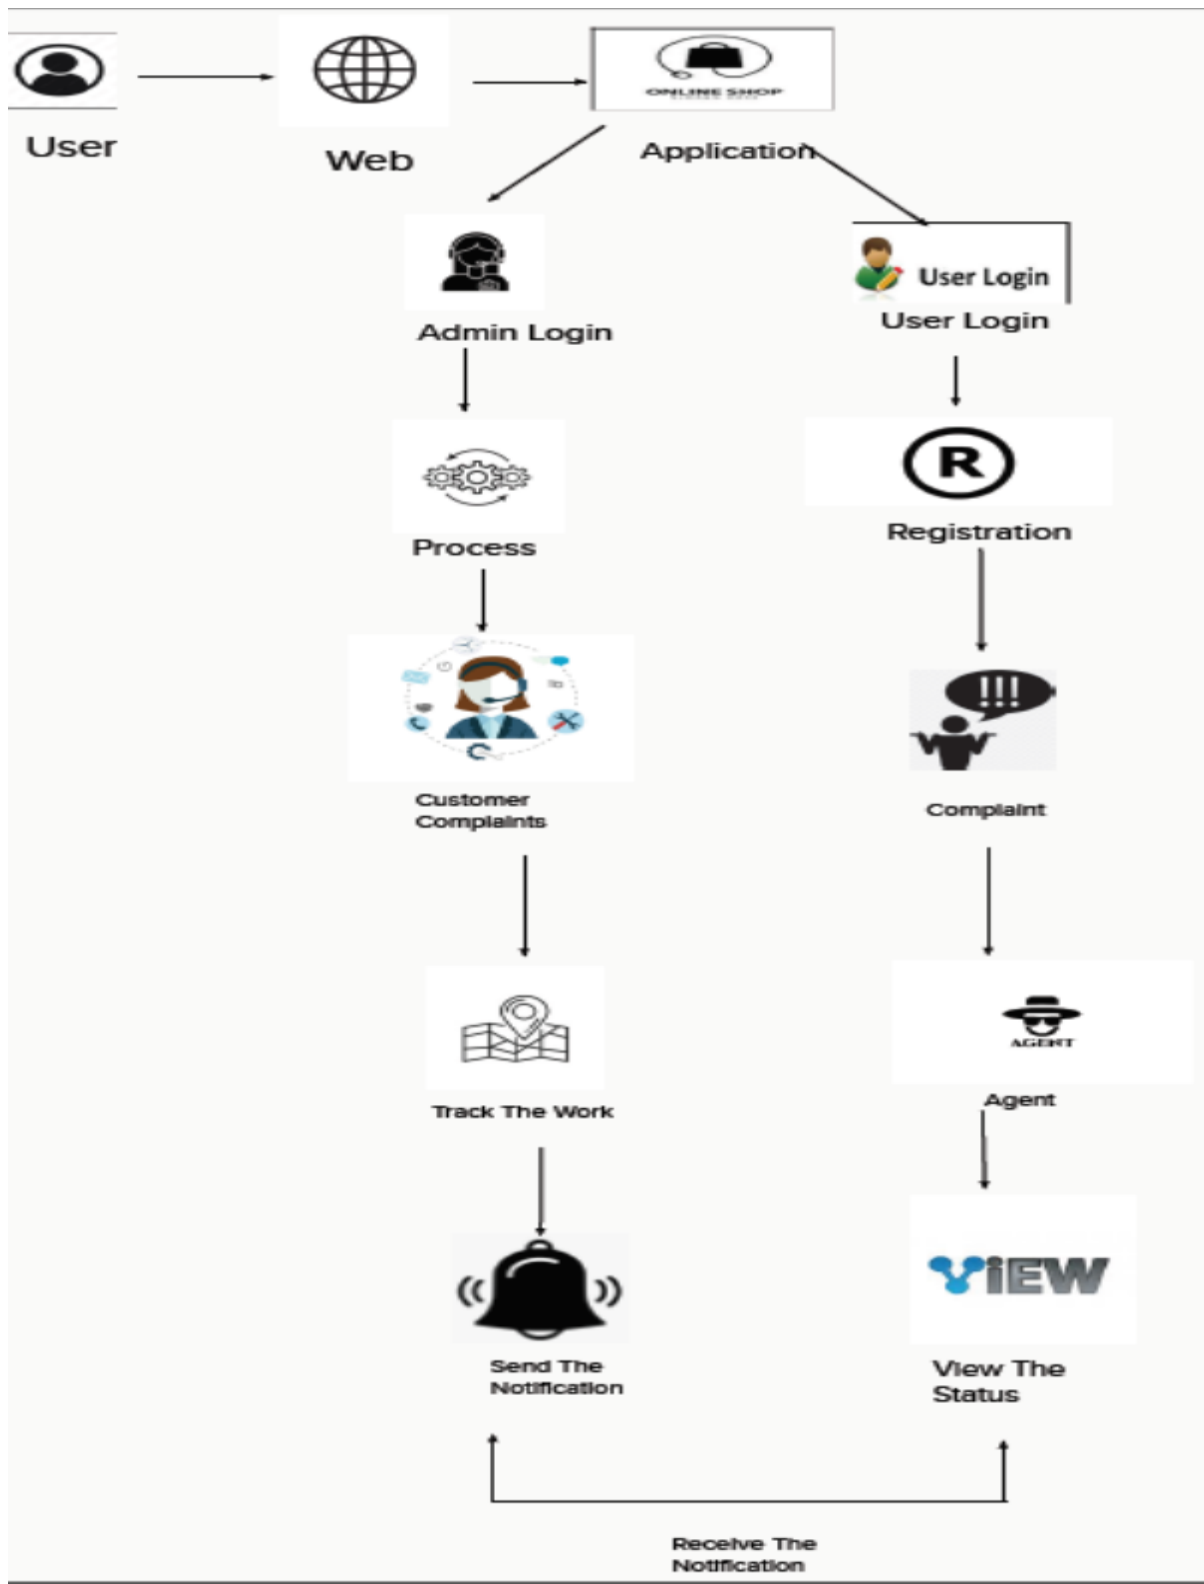 ONLINE SHOP
User
Web
Application
User Login
Admin Login
User Login
R
Process
Registration
!!!
Customer
Complaints
Complaint
AGENT
Track The Work
Agent
ViEW
Send The
Notification
View The
Status
Receive The
Notification